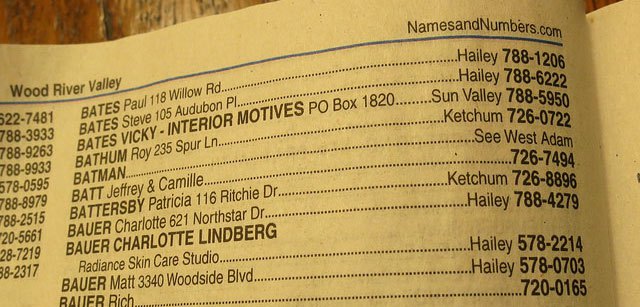 NamesandNumbers.com
Wood River Valley
622-7481
788-3933
788-9263
788-9933
578-0595
788-8979
788-2515
720-5661
28-7219
38-2317
BATES Paul 118 Willow Rd......Hailey 788-1206
BATES Steve 105 Audubon Pl......Hailey 788-6222
BATES VICKY - INTERIOR MOTIVES PO Box 1820......Sun Valley 788-5950
BATHUM Roy 235 Spur Ln......Ketchum 726-0722
BATMAN......See West Adam
BATT Jeffrey & Camille......726-7494
BATTERSBY Patricia 116 Ritchie Dr......Ketchum 726-8896
BAUER Charlotte 621 Northstar Dr......Hailey 788-4279
BAUER CHARLOTTE LINDBERG
Radiance Skin Care Studio......Hailey 578-2214
BAUER Matt 3340 Woodside Blvd......Hailey 578-0703
BAUER Rich......720-0165